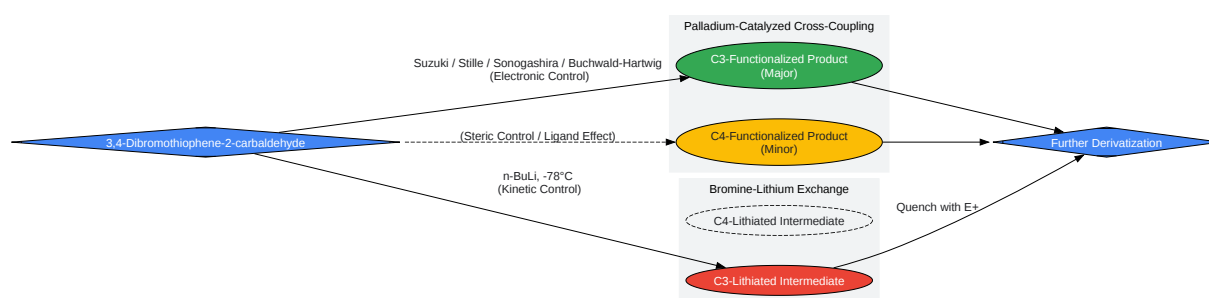 Palladium-Catalyzed Cross-Coupling
Suzuki / Stille / Sonogashira / Buchwald-Hartwig
(Electronic Control)
C3-Functionalized Product
(Major)
3,4-Dibromothiophene-2-carbaldehyde
(Steric Control / Ligand Effect)
C4-Functionalized Product
(Minor)
Further Derivatization
n-BuLi, -78°C
(Kinetic Control)
Bromine-Lithium Exchange
C4-Lithiated Intermediate
Quench with E+
C3-Lithiated Intermediate